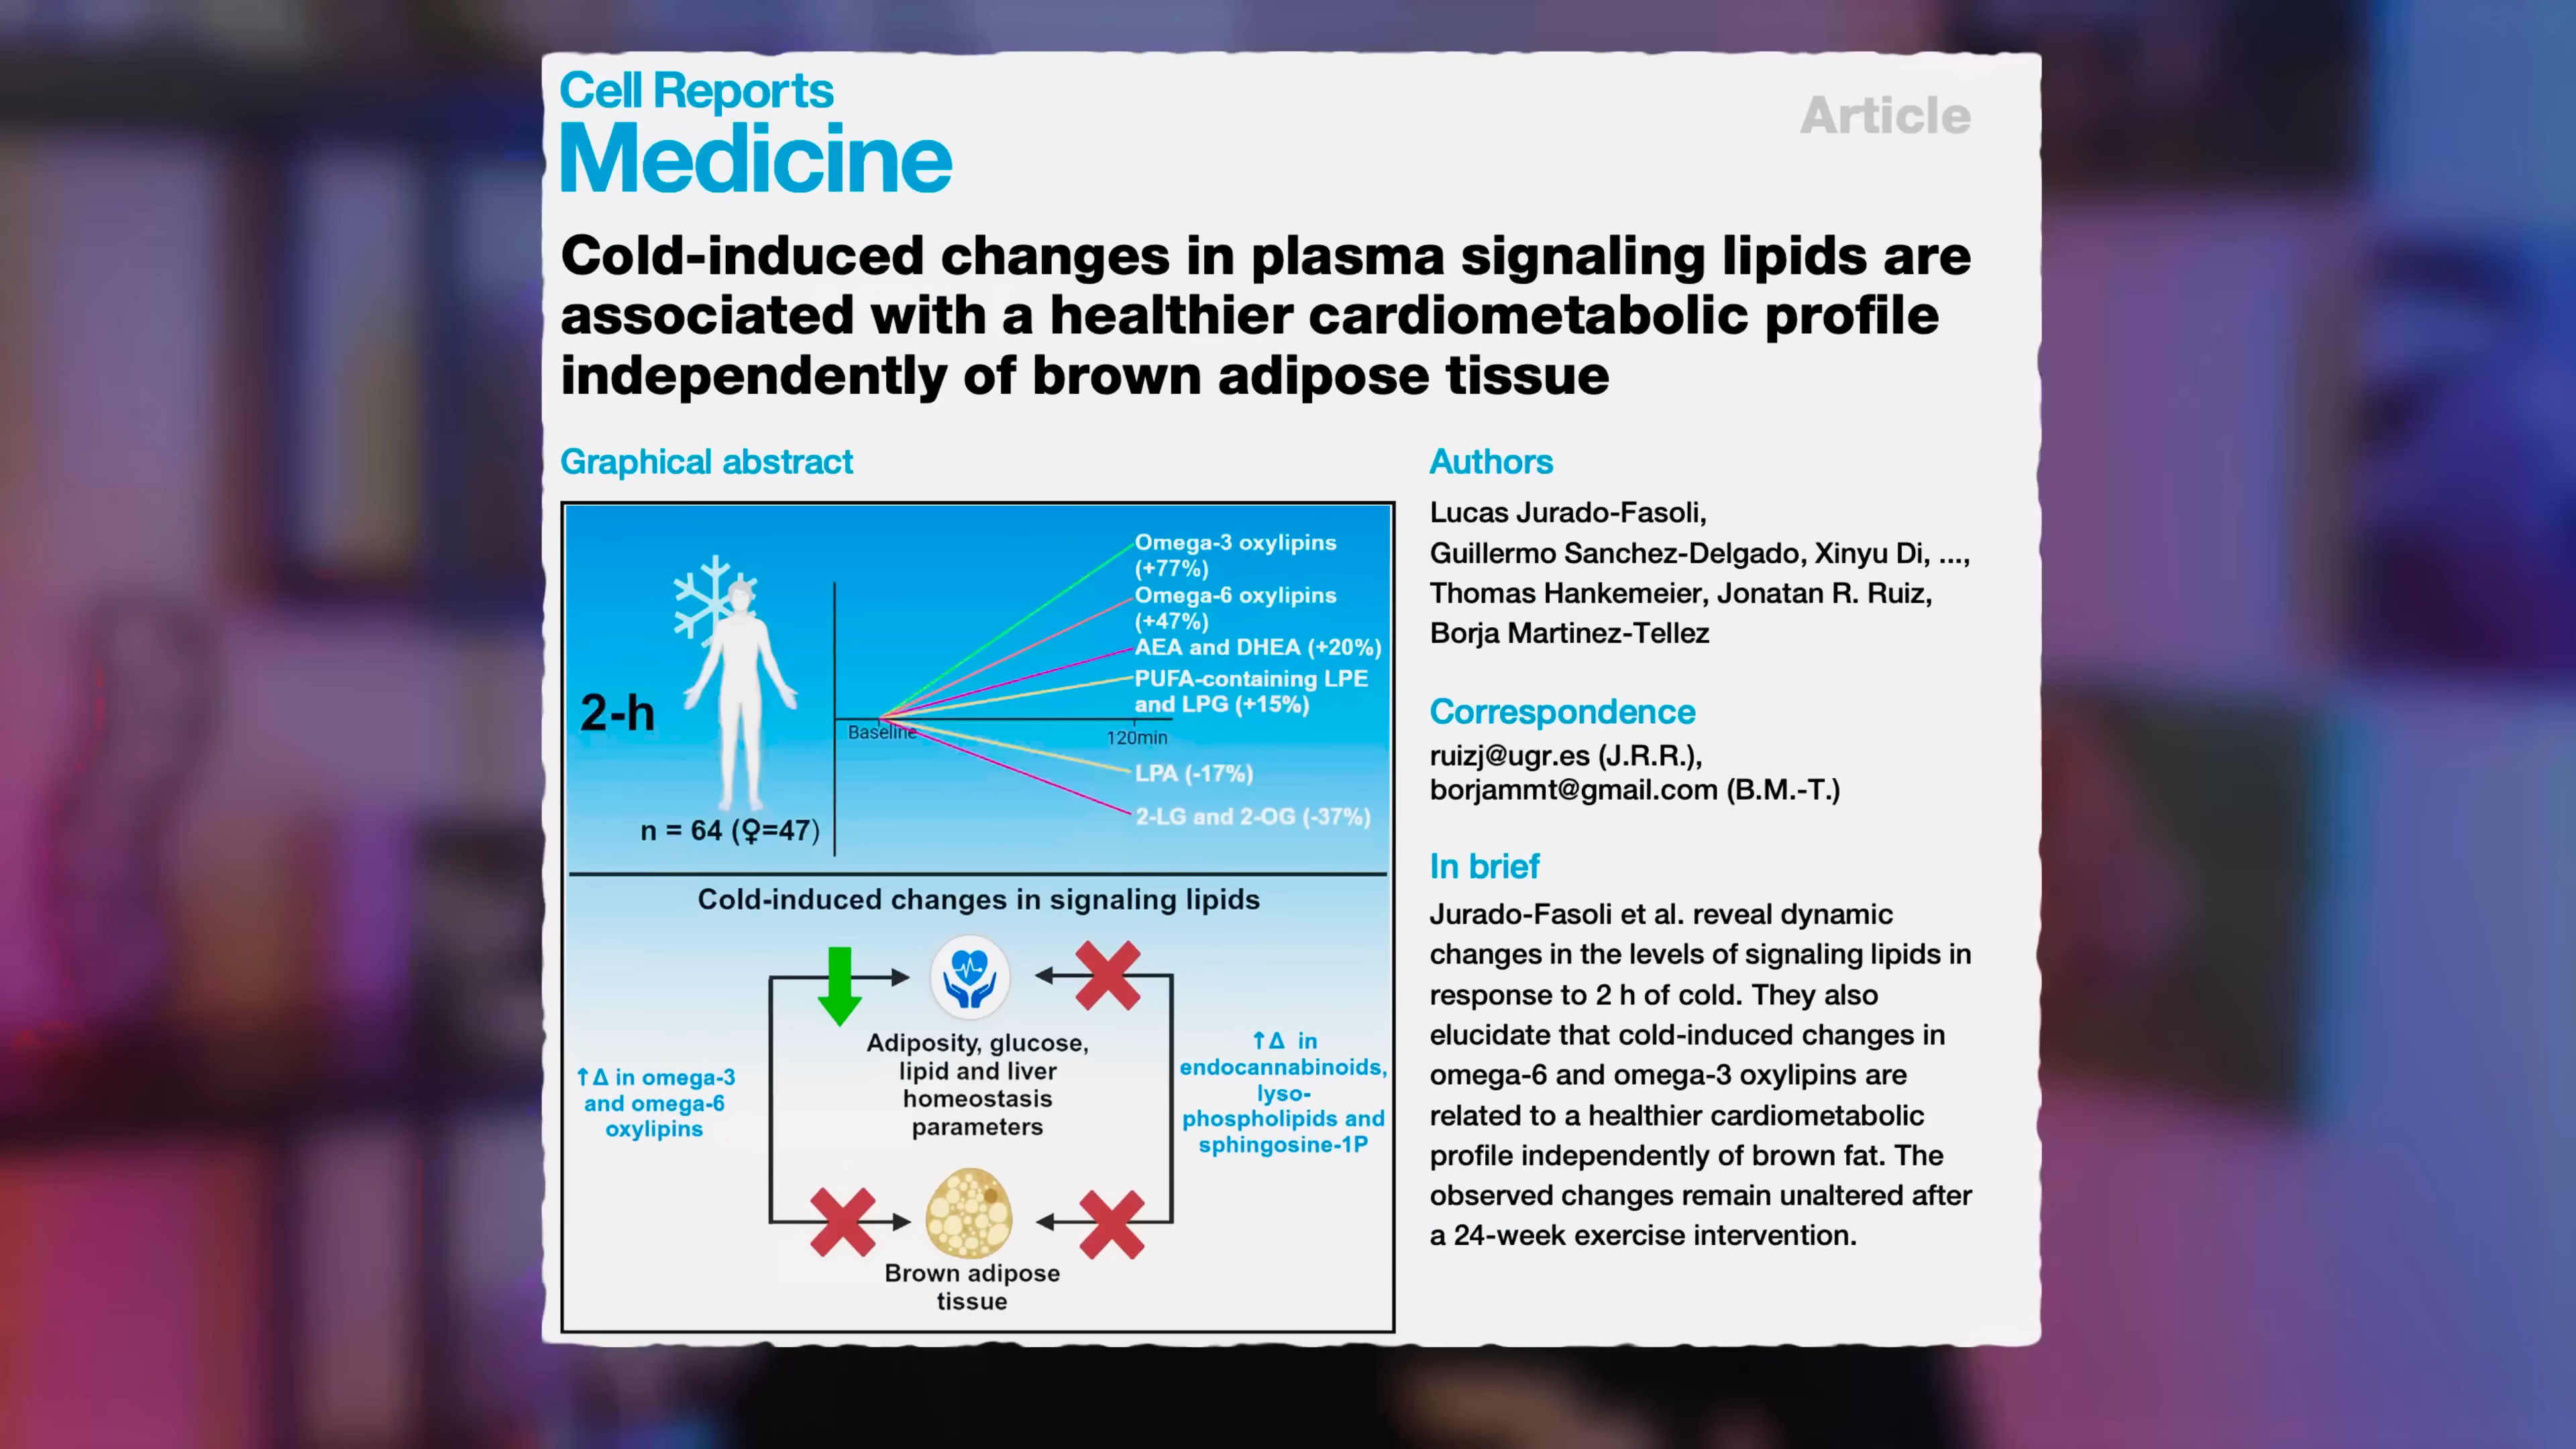 Cell Reports
Medicine
Article
Cold-induced changes in plasma signaling lipids are
associated with a healthier cardiometabolic profile
independently of brown adipose tissue
Graphical abstract
2-h
n = 64 (♀=47)
Omega-3 oxylipins
(+77%)
Omega-6 oxylipins
(+47%)
AEA and DHEA (+20%)
PUFA-containing LPE
and LPG (+15%)
Baseline
120min
LPA (-17%)
2-LG and 2-OG (-37%)
Cold-induced changes in signaling lipids
↑Δ in omega-3
and omega-6
oxylipins
Adiposity, glucose,
lipid and liver
homeostasis
parameters
↑Δ in
endocannabinoids,
lyso-
phospholipids and
sphingosine-1P
Brown adipose
tissue
Authors
Lucas Jurado-Fasoli,
Guillermo Sanchez-Delgado, Xinyu Di, ...,
Thomas Hankemeier, Jonatan R. Ruiz,
Borja Martinez-Tellez
Correspondence
ruizj@ugr.es (J.R.R.),
borjammt@gmail.com (B.M.-T.)
In brief
Jurado-Fasoli et al. reveal dynamic
changes in the levels of signaling lipids in
response to 2 h of cold. They also
elucidate that cold-induced changes in
omega-6 and omega-3 oxylipins are
related to a healthier cardiometabolic
profile independently of brown fat. The
observed changes remain unaltered after
a 24-week exercise intervention.